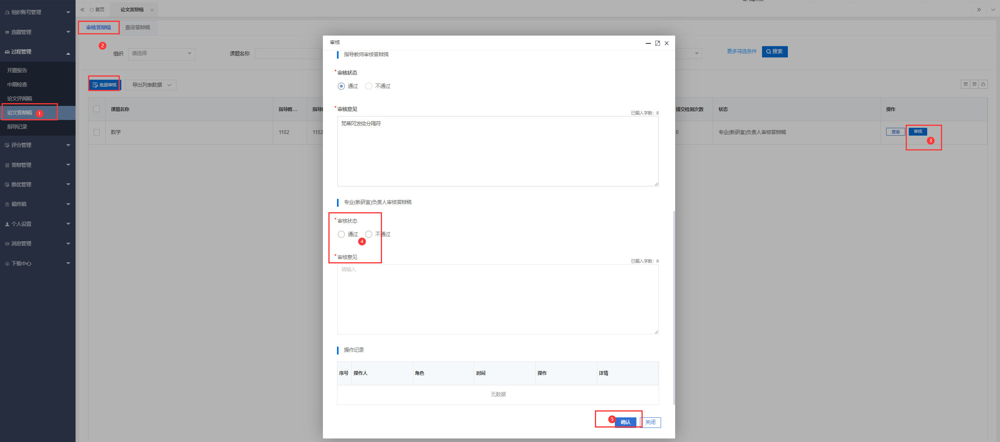 组织账号管理
选题管理
过程管理
开题报告
中期检查
论文评阅稿
论文答辩稿
1
指导记录
评分管理
答辩管理
推优管理
最终稿
个人设置
消息管理
下载中心
首页
论文答辩稿
审核答辩稿
查询答辩稿
2
组织
请选择
课题名称
更多筛选条件
搜索
批量审核
导出列表数据
课题名称
指导教...
提交检测次数
状态
操作
数学
1102
1102
0
专业(教研室)负责人审核答辩稿
查看
审核
3
审核
指导教师审核答辩稿
*审核状态
通过
不通过
*审核意见
已输入字数：8
梵蒂冈发给分隔符
专业(教研室)负责人审核答辩稿
*审核状态
通过
不通过
4
*审核意见
已输入字数：0
请输入
操作记录
序号
操作人
角色
时间
操作
详情
无数据
5
确认
关闭